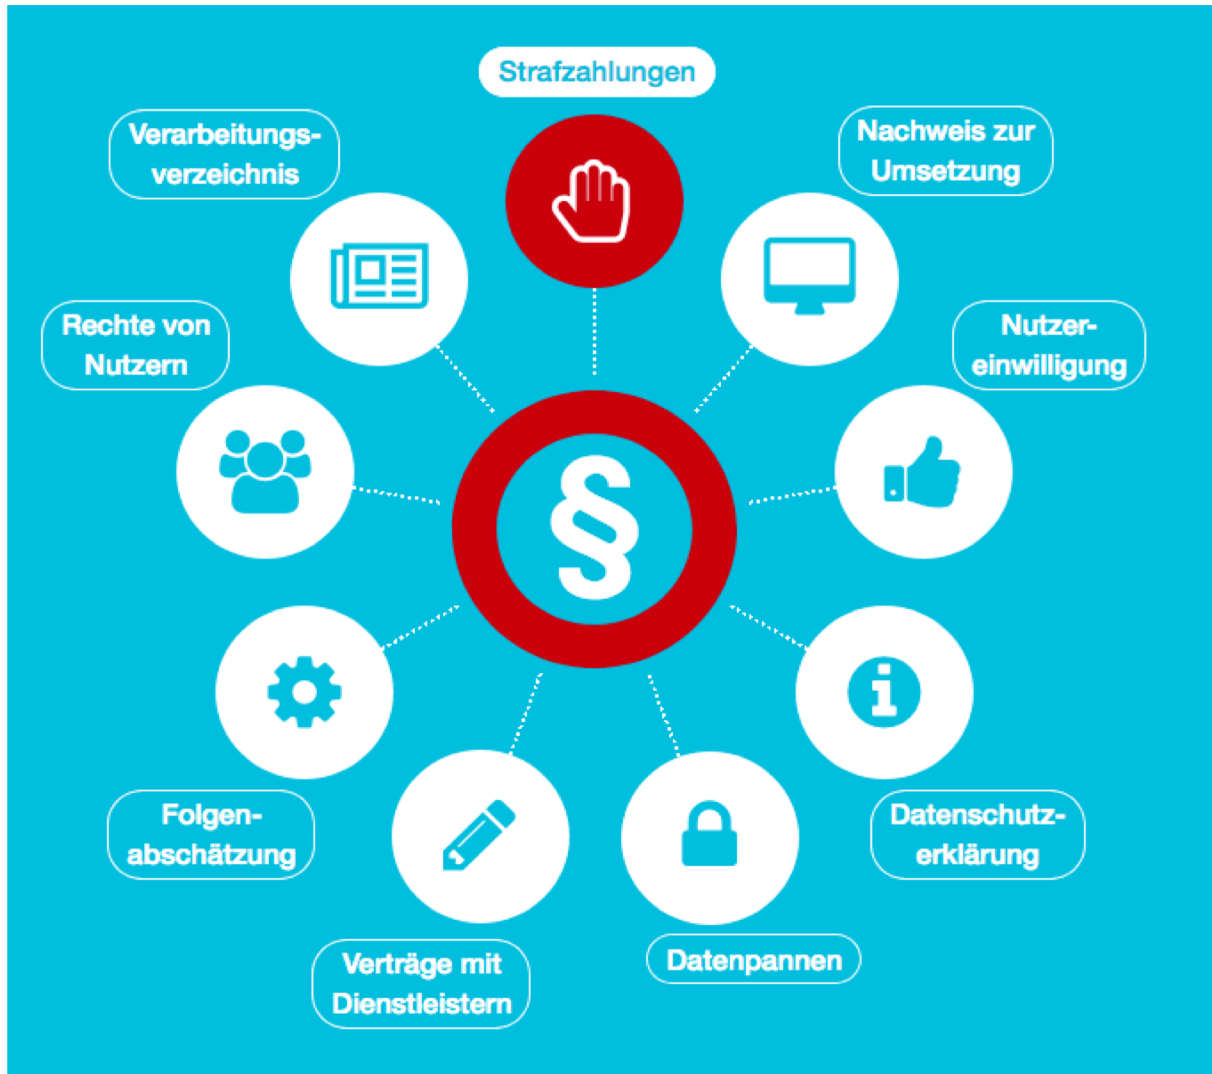 Strafzahlungen
Nachweis zur
Umsetzung
Nutzer-
einwilligung
Datenschutz-
erklärung
Datenpannen
Verträge mit
Dienstleistern
Folgen-
abschätzung
Rechte von
Nutzern
Verarbeitungs-
verzeichnis
§